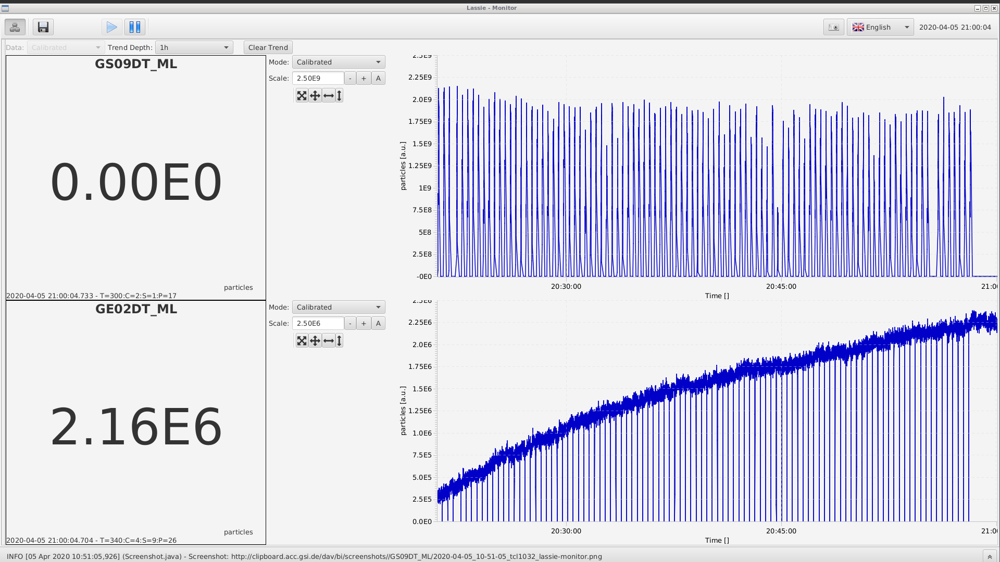 Lassie - Monitor
English
2020-04-05 21:00:04
Data: Calibrated Trend Depth: 1h Clear Trend
GS09DT_ML
0.00E0
particles
2020-04-05 21:00:04.733 - T=300:C=2:S=1:P=17
Mode: Calibrated
Scale: 2.50E9 - + A
2.5E9
2.25E9
2.0E9
1.75E9
1.5E9
1.25E9
1E9
7.5E8
5E8
2.5E8
-0E0
particles [a.u.]
20:30:00 20:45:00 21:00
Time []
GE02DT_ML
2.16E6
particles
2020-04-05 21:00:04.704 - T=340:C=4:S=9:P=26
Mode: Calibrated
Scale: 2.50E6 - + A
2.5E6
2.25E6
2.0E6
1.75E6
1.5E6
1.25E6
1.0E6
7.5E5
5.0E5
2.5E5
0.0E0
particles [a.u.]
20:30:00 20:45:00 21:00
Time []
INFO [05 Apr 2020 10:51:05,926] (Screenshot.java) - Screenshot: http://clipboard.acc.gsi.de/dav/bi/screenshots//GS09DT_ML/2020-04-05_10-51-05_tcl1032_lassie-monitor.png